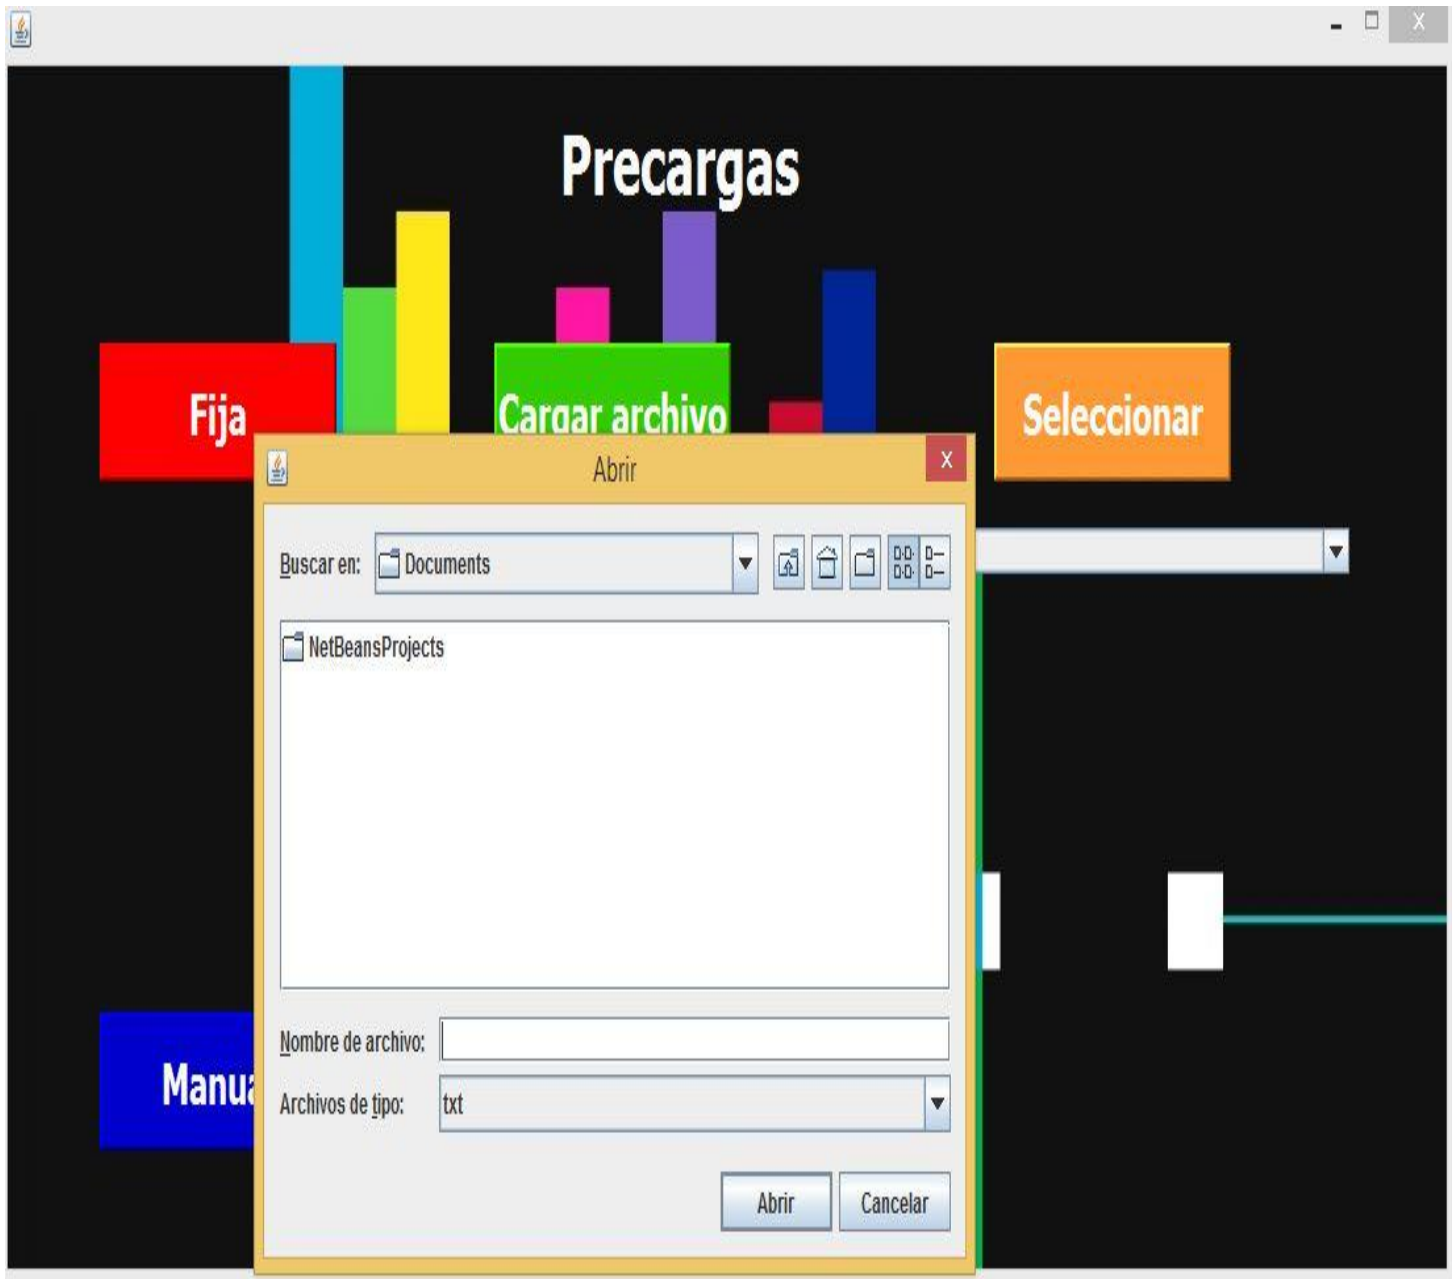 Precargas
Fija
Cargar archivo
Seleccionar
Abrir
X
Buscar en:
Documents
NetBeansProjects
Nombre de archivo:
Archivos de tipo:
txt
Abrir
Cancelar
X